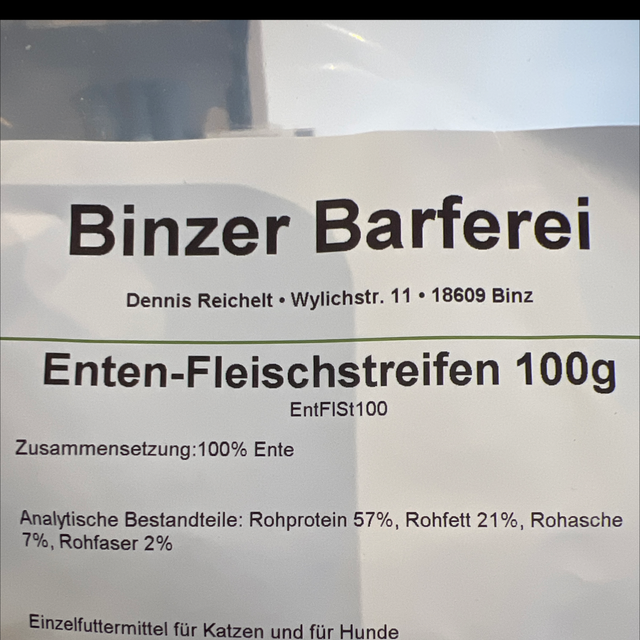 Binzer Barferei
Dennis Reichelt • Wylichstr. 11 • 18609 Binz
Enten-Fleischstreifen 100g
EntFlSt100
Zusammensetzung:100% Ente
Analytische Bestandteile: Rohprotein 57%, Rohfett 21%, Rohasche
7%, Rohfaser 2%
Einzelfuttermittel für Katzen und für Hunde